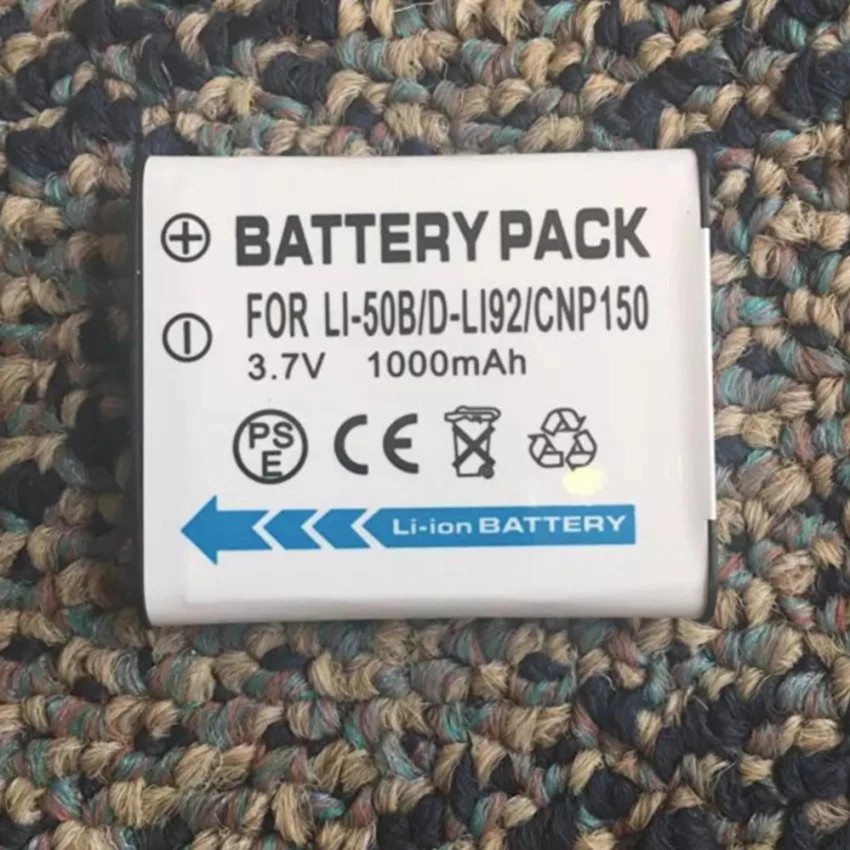 BATTERY PACK
FOR LI-50B/D-LI92/CNP150
3.7V 1000mAh
PS
E
CE
Li-ion BATTERY